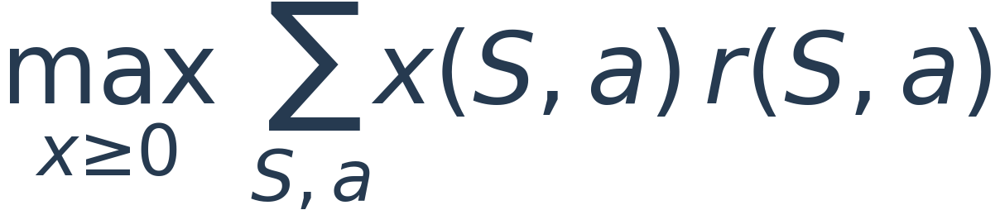 max ∑ x(S, a) r(S, a)
x≥0 S, a